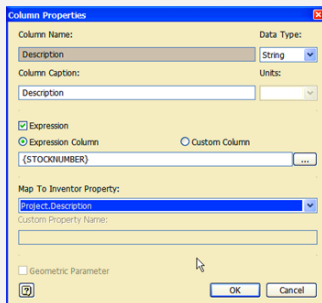 Column Properties
Column Name: Data Type:
Description String
Column Caption: Units:
Description
Expression
Expression Column Custom Column
{STOCKNUMBER} ...
Map To Inventor Property:
Project.Description
Custom Property Name:
Geometric Parameter
? OK Cancel